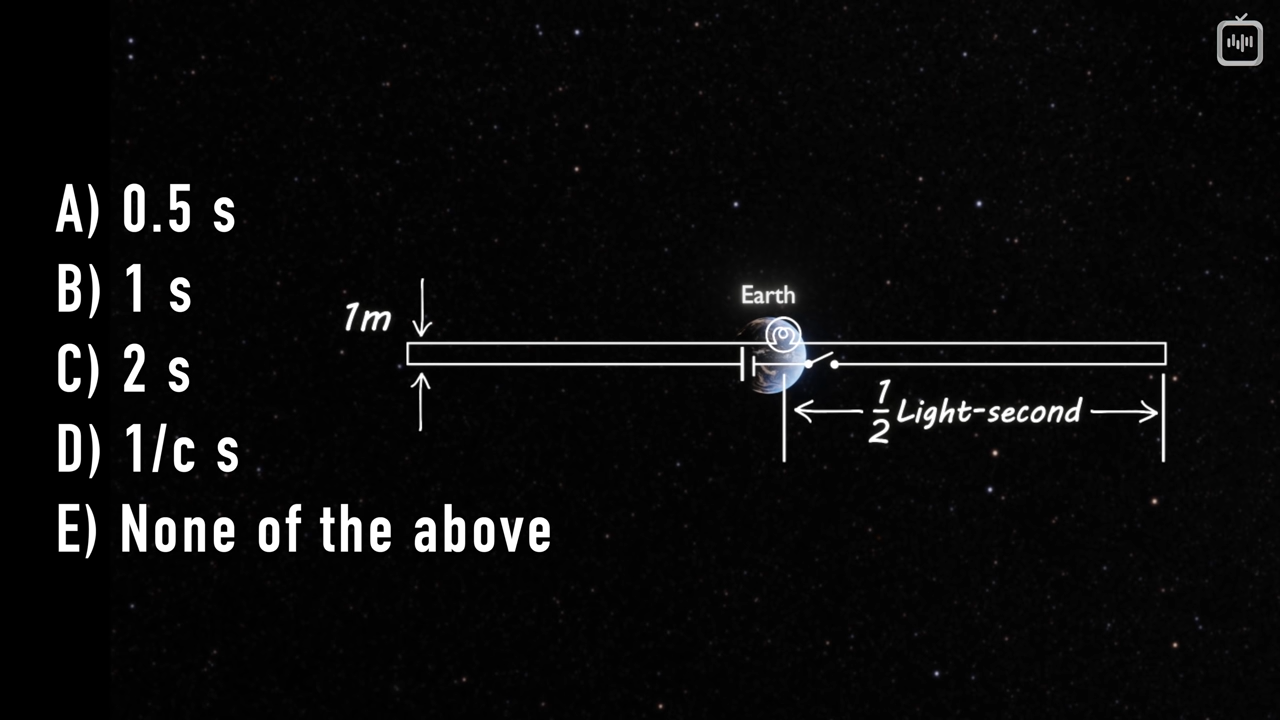 A) 0.5 s
B) 1 s
C) 2 s
D) 1/c s
E) None of the above
1m
Earth
1/2 Light-second